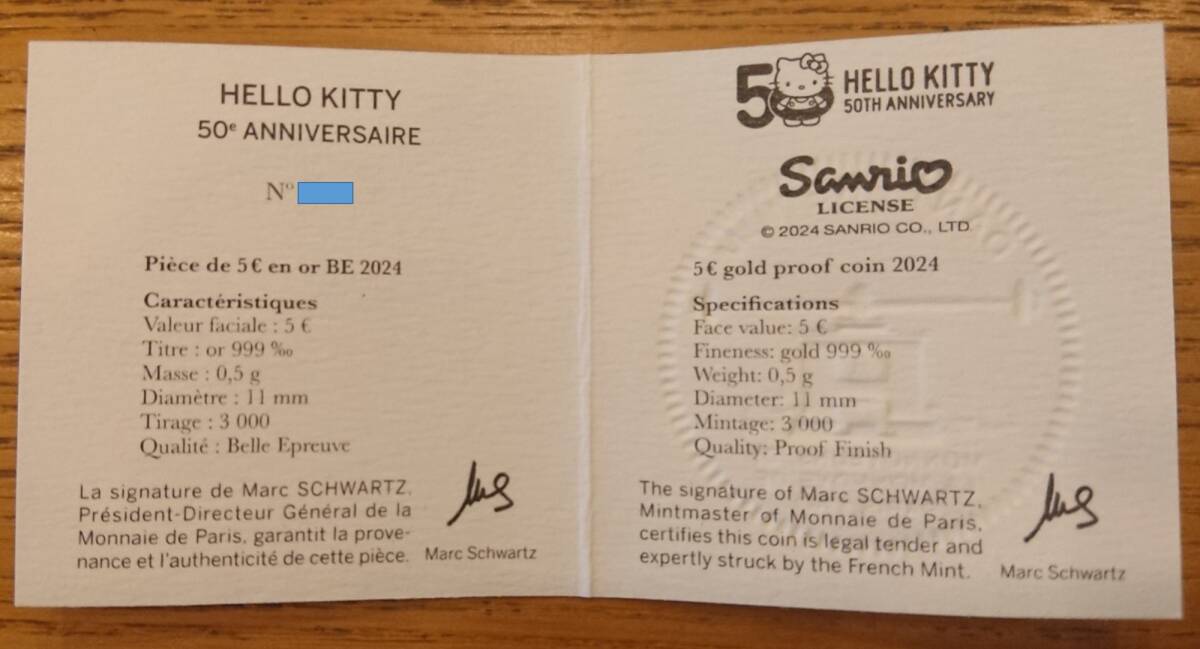 HELLO KITTY
50e ANNIVERSAIRE
N°
Pièce de 5 € en or BE 2024
Caractéristiques
Valeur faciale : 5 €
Titre : or 999 ‰
Masse : 0,5 g
Diamètre : 11 mm
Tirage : 3 000
Qualité : Belle Epreuve
La signature de Marc SCHWARTZ,
Président-Directeur Général de la
Monnaie de Paris, garantit la prove-
nance et l'authenticité de cette pièce.
Marc Schwartz
50 HELLO KITTY
50TH ANNIVERSARY
Sanrio
LICENSE
© 2024 SANRIO CO., LTD.
5 € gold proof coin 2024
Specifications
Face value: 5 €
Fineness: gold 999 ‰
Weight: 0,5 g
Diameter: 11 mm
Mintage: 3 000
Quality: Proof Finish
The signature of Marc SCHWARTZ,
Mintmaster of Monnaie de Paris,
certifies this coin is legal tender and
expertly struck by the French Mint.
Marc Schwartz